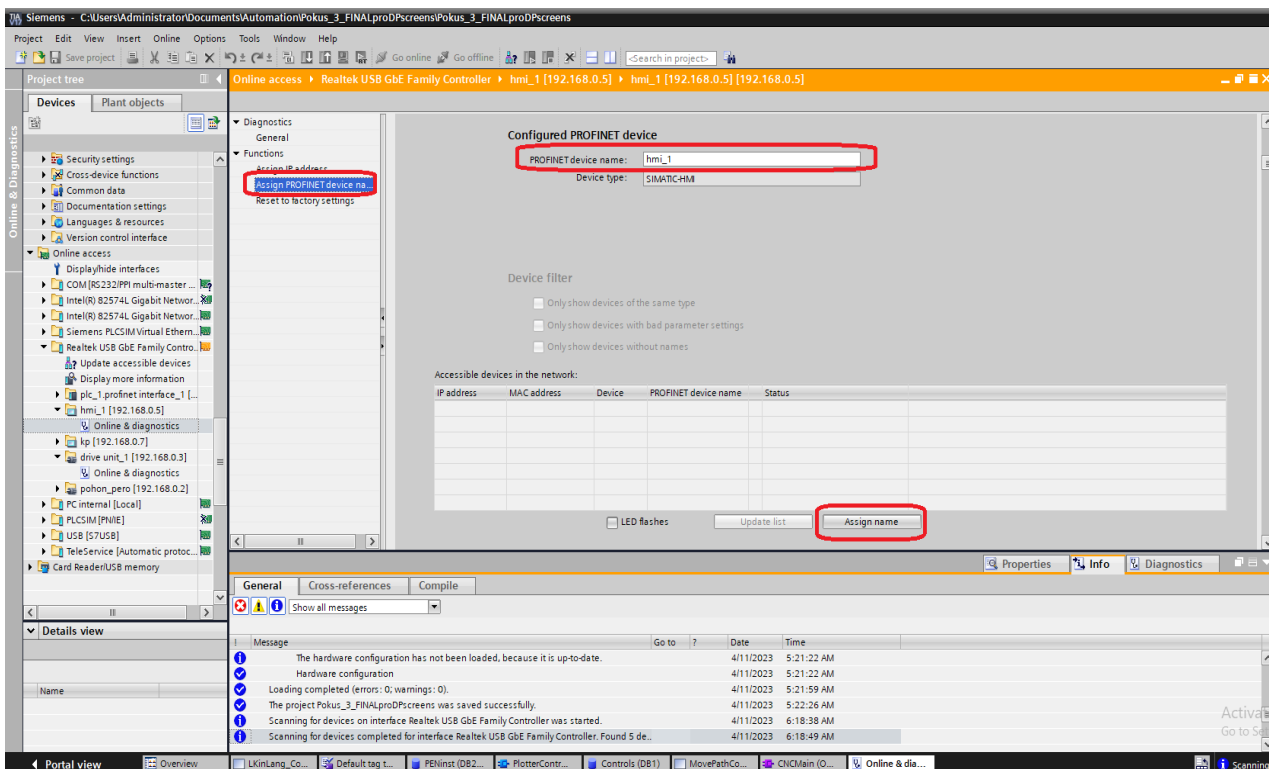 Siemens - C:\Users\Administrator\Documents\Automation\Pokus_3_FINALproDPscreens\Pokus_3_FINALproDPscreens
Project Edit View Insert Online Options Tools Window Help
Save project Go online Go offline <Search in project>
Project tree
Online access Realtek USB GbE Family Controller hmi_1 [192.168.0.5] hmi_1 [192.168.0.5] [192.168.0.5]
Devices Plant objects
Online & Diagnostics
Security settings
Cross-device functions
Common data
Documentation settings
Languages & resources
Version control interface
Online access
Display/hide interfaces
COM [RS232/PPI multi-master ...
Intel(R) 82574L Gigabit Networ...
Intel(R) 82574L Gigabit Networ...
Siemens PLCSIM Virtual Ethern...
Realtek USB GbE Family Contro...
Update accessible devices
Display more information
plc_1.profinet interface_1 [...
hmi_1 [192.168.0.5]
Online & diagnostics
kp [192.168.0.7]
drive unit_1 [192.168.0.3]
Online & diagnostics
pohon_pero [192.168.0.2]
PC internal [Local]
PLCSIM [PN/IE]
USB [S7USB]
TeleService [Automatic protoc...
Card Reader/USB memory
Details view
Name
Diagnostics
General
Functions
Assign IP address
Assign PROFINET device na...
Reset to factory settings
Configured PROFINET device
PROFINET device name: hmi_1
Device type: SIMATIC-HMI
Device filter
Only show devices of the same type
Only show devices with bad parameter settings
Only show devices without names
Accessible devices in the network:
IP address MAC address Device PROFINET device name Status
LED flashes Update list Assign name
Properties Info Diagnostics
General Cross-references Compile
Show all messages
! Message Go to ? Date Time
The hardware configuration has not been loaded, because it is up-to-date. 4/11/2023 5:21:22 AM
Hardware configuration 4/11/2023 5:21:22 AM
Loading completed (errors: 0; warnings: 0). 4/11/2023 5:21:59 AM
The project Pokus_3_FINALproDPscreens was saved successfully. 4/11/2023 5:22:26 AM
Scanning for devices on interface Realtek USB GbE Family Controller was started. 4/11/2023 6:18:38 AM
Scanning for devices completed for interface Realtek USB GbE Family Controller. Found 5 de.. 4/11/2023 6:18:49 AM
Activa
Go to Se
Portal view Overview LKinLang_Co... Default tag t... PENinst (DB2... PlotterContr... Controls (DB1) MovePathCo... CNCMain (O... Online & dia... Scanning